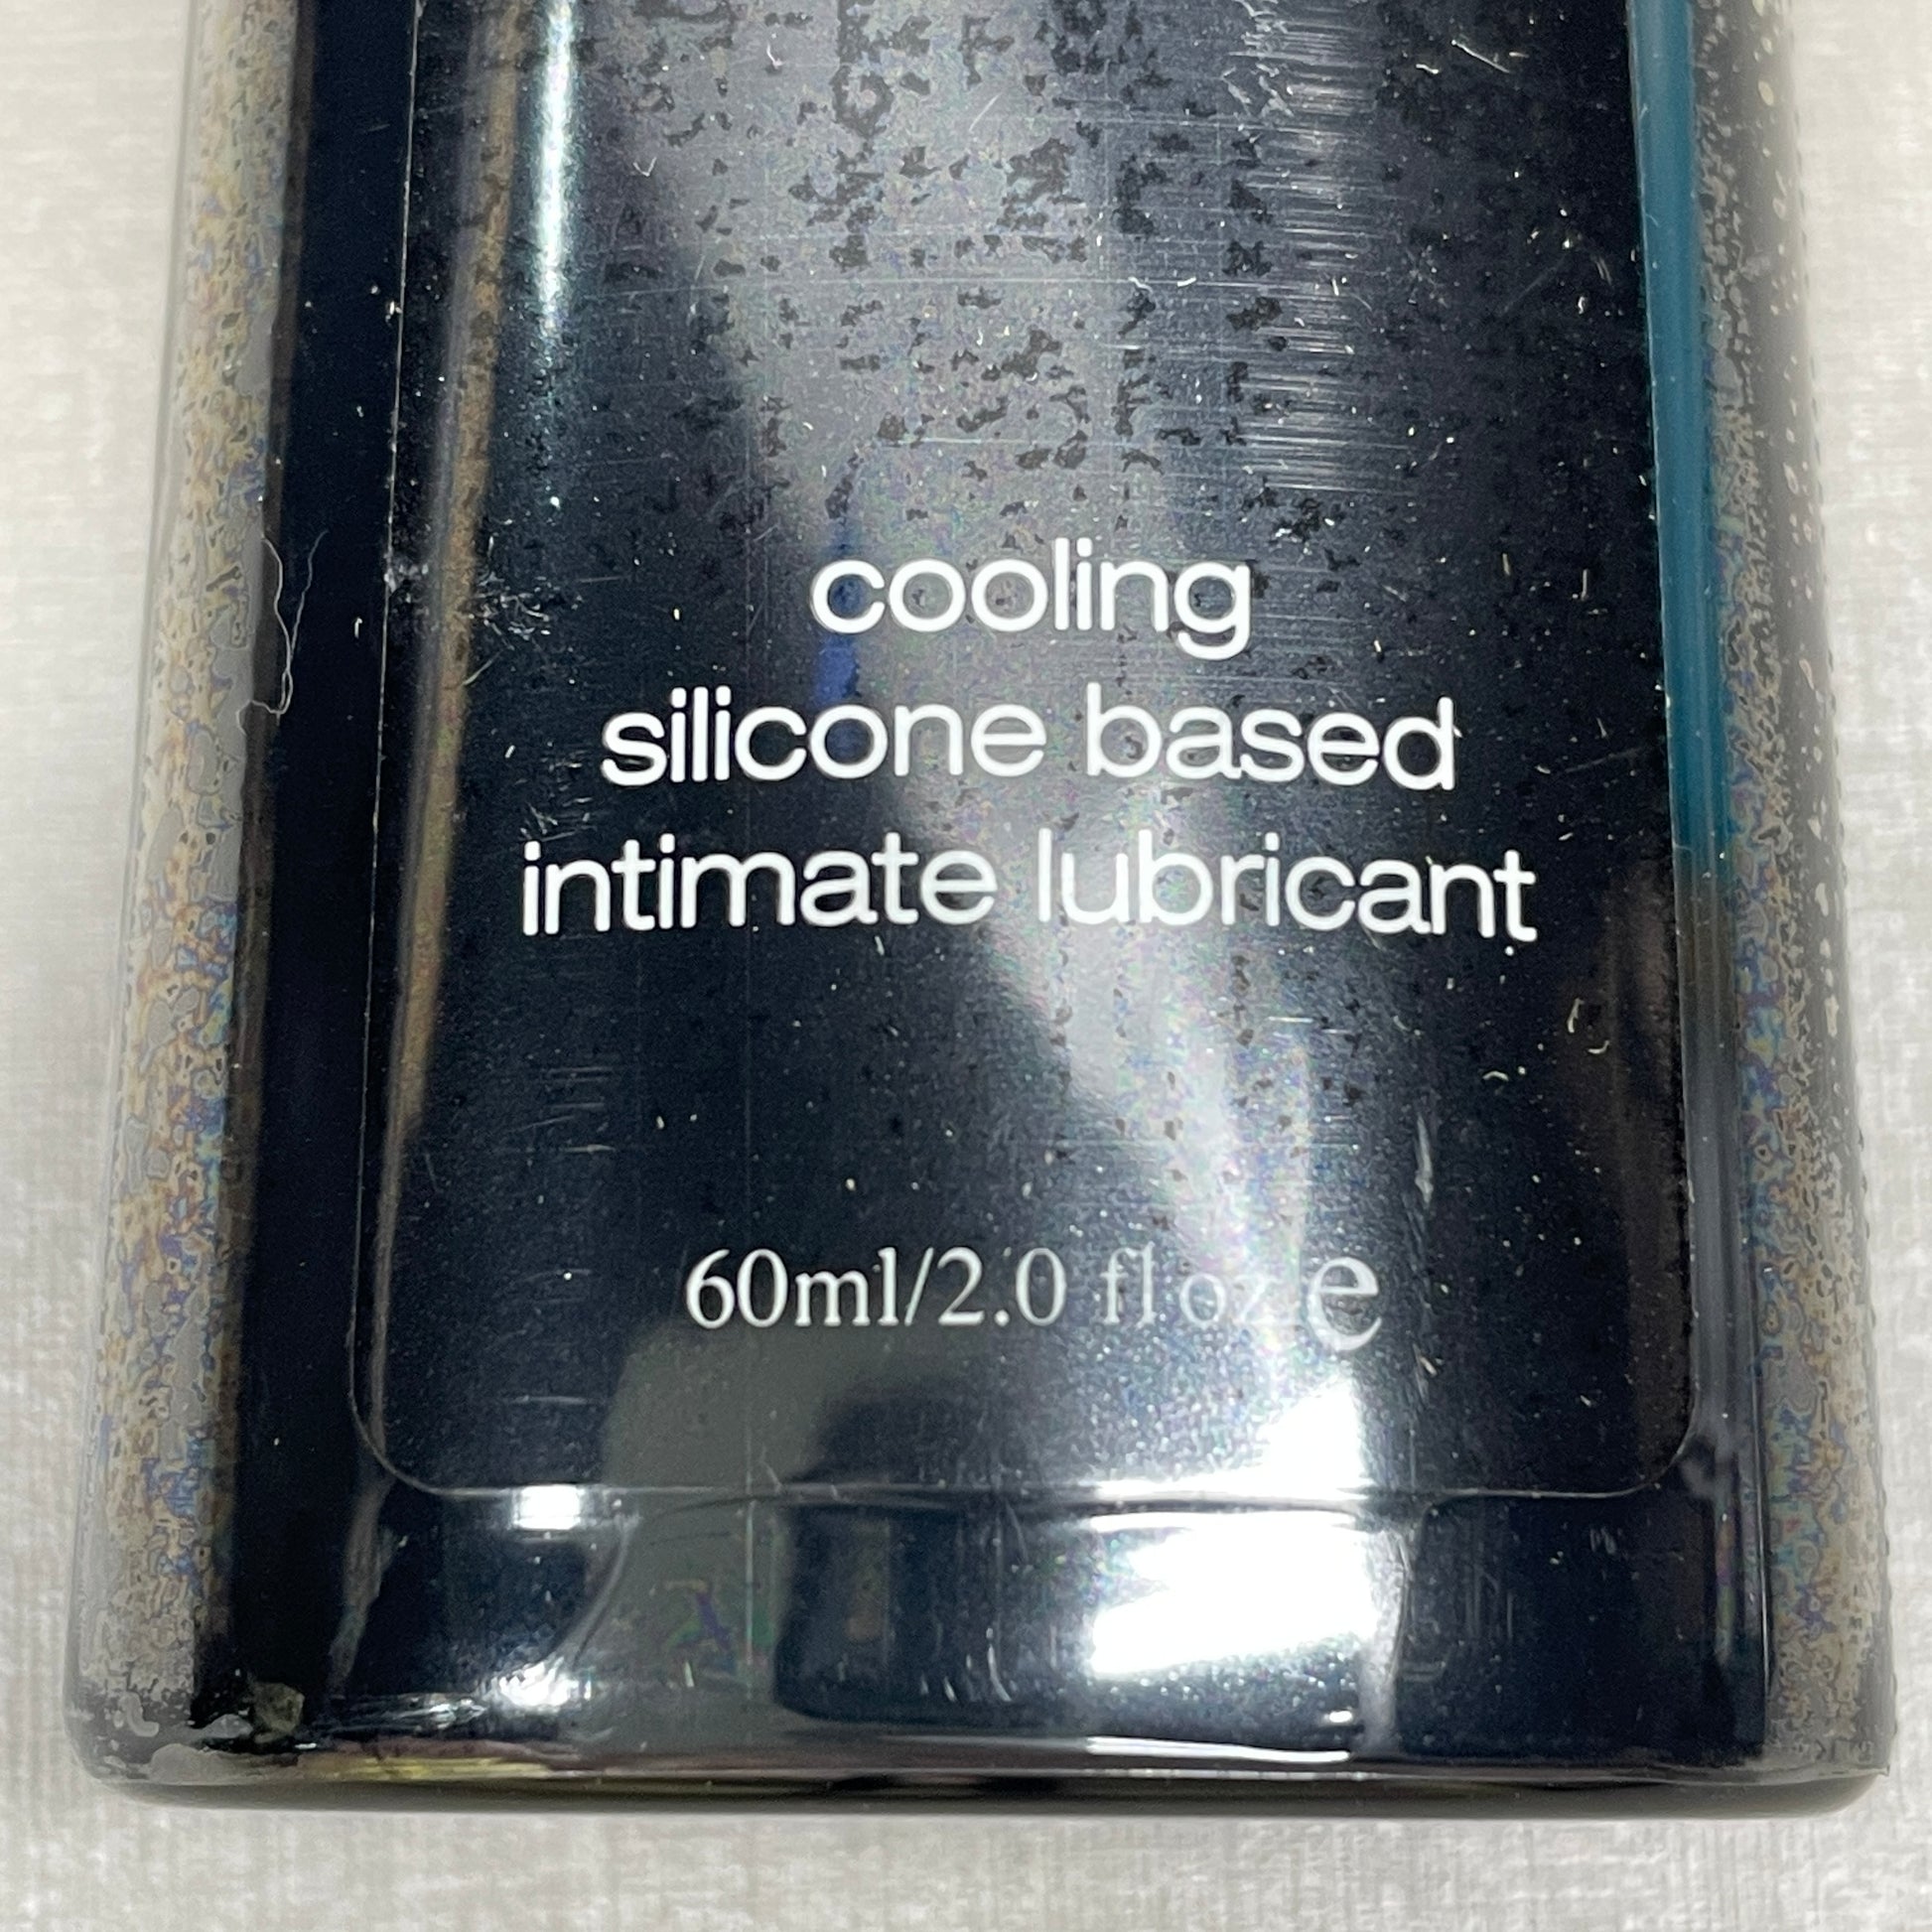 cooling
silicone based
intimate lubricant
60ml/2.0 fl oz e